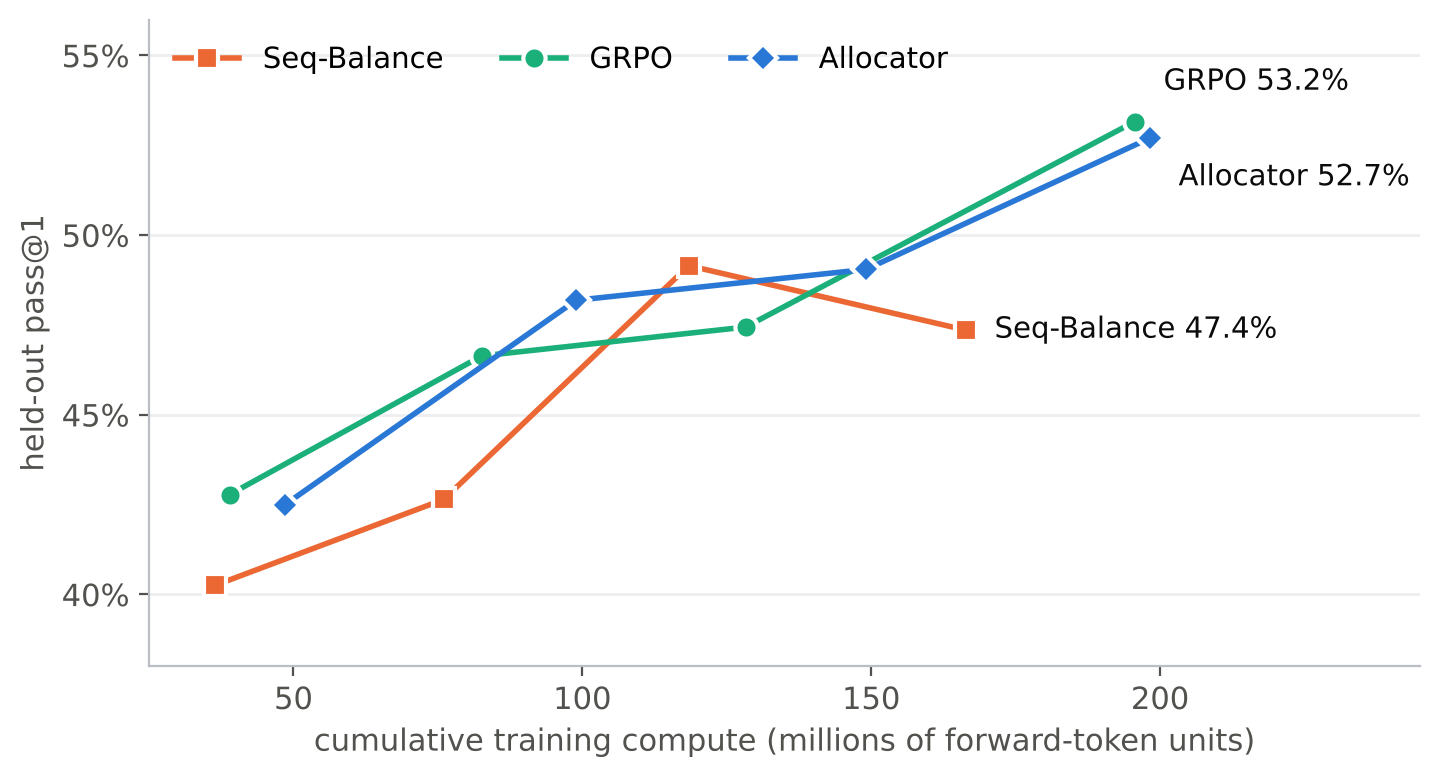 55%
Seq-Balance
GRPO
Allocator
GRPO 53.2%
Allocator 52.7%
50%
Seq-Balance 47.4%
45%
40%
held-out pass@1
50
100
150
200
cumulative training compute (millions of forward-token units)